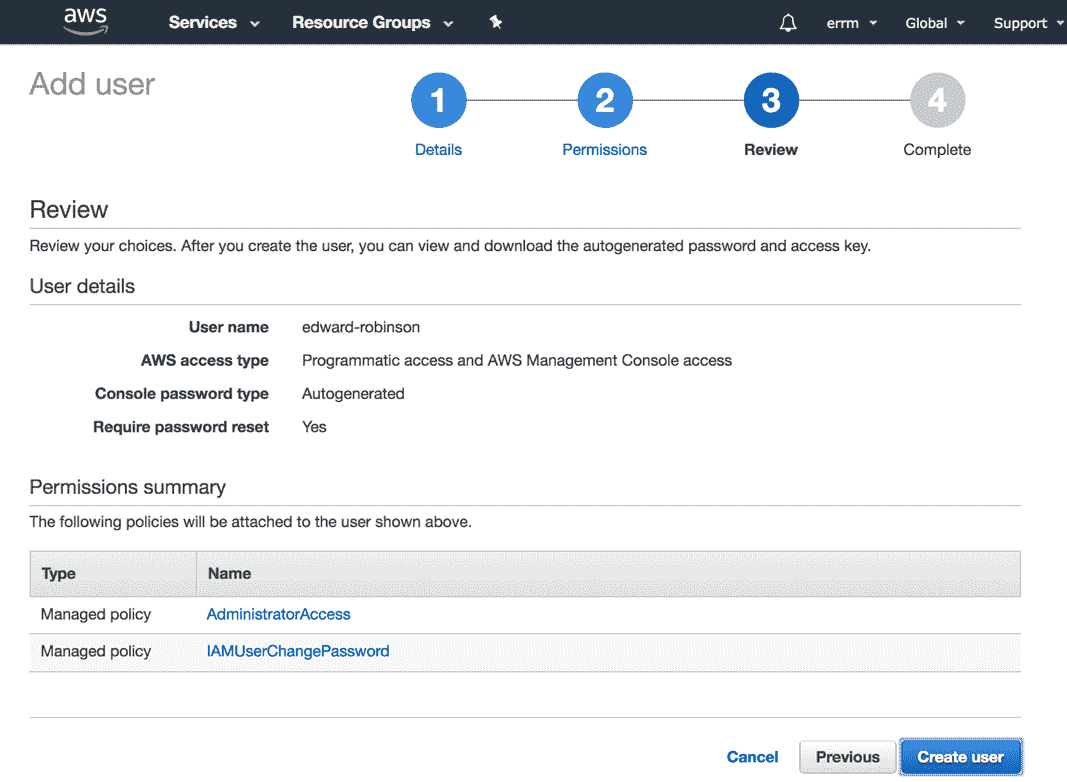 aws Services Resource Groups errm Global Support
Add user
1 2 3 4
Details Permissions Review Complete
Review
Review your choices. After you create the user, you can view and download the autogenerated password and access key.
User details
User name edward-robinson
AWS access type Programmatic access and AWS Management Console access
Console password type Autogenerated
Require password reset Yes
Permissions summary
The following policies will be attached to the user shown above.
Type Name
Managed policy AdministratorAccess
Managed policy IAMUserChangePassword
Cancel Previous Create user